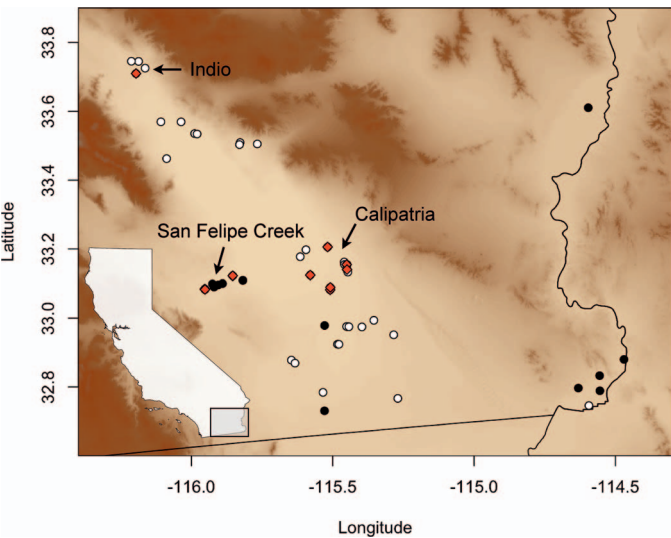 33.8
33.6
33.4
33.2
33.0
32.8
Latitude
Indio
Calipatria
San Felipe Creek
-116.0 -115.5 -115.0 -114.5
Longitude